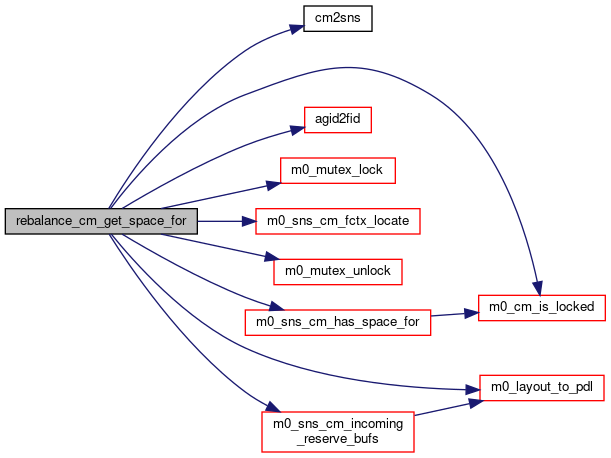 cm2sns
agid2fid
m0_mutex_lock
rebalance_cm_get_space_for
m0_sns_cm_fctx_locate
m0_mutex_unlock
m0_sns_cm_has_space_for
m0_cm_is_locked
m0_layout_to_pdl
m0_sns_cm_incoming
_reserve_bufs